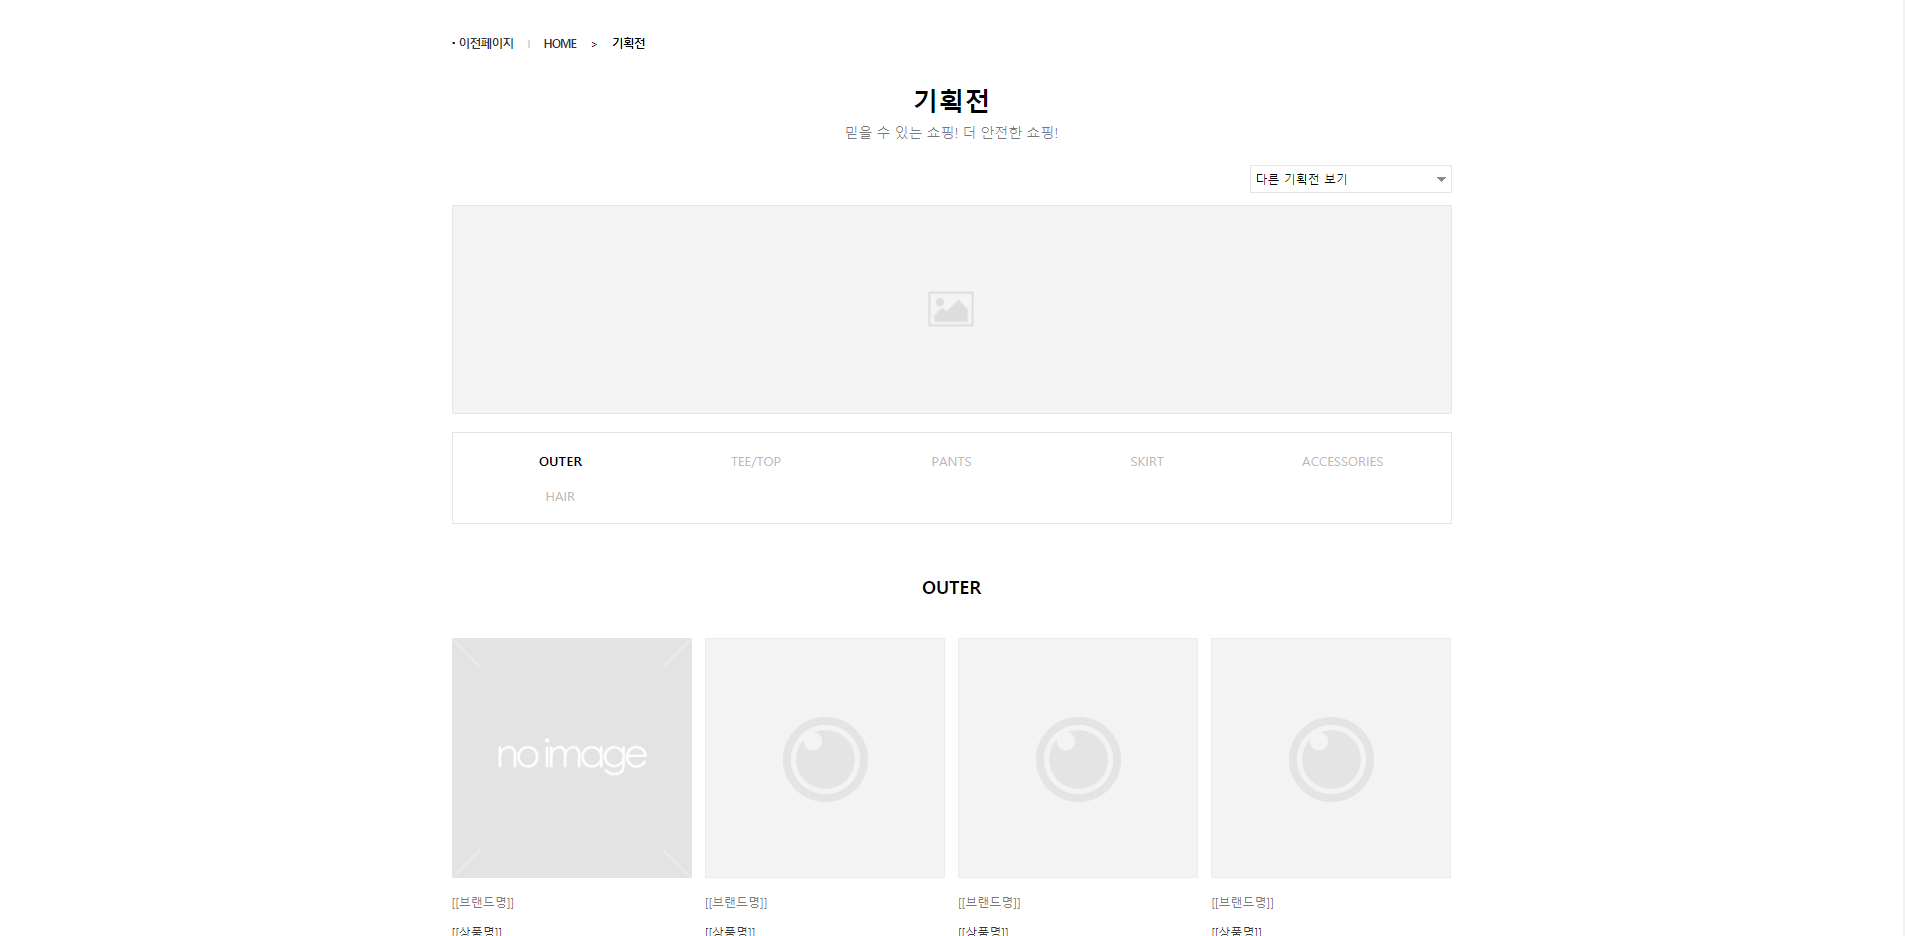 · 이전페이지 | HOME > 기획전
기획전
믿을 수 있는 쇼핑! 더 안전한 쇼핑!
다른 기획전 보기
OUTER TEE/TOP PANTS SKIRT ACCESSORIES
HAIR
OUTER
no image
[[브랜드명]] [[브랜드명]] [[브랜드명]] [[브랜드명]]
[[상품명]] [[상품명]] [[상품명]] [[상품명]]